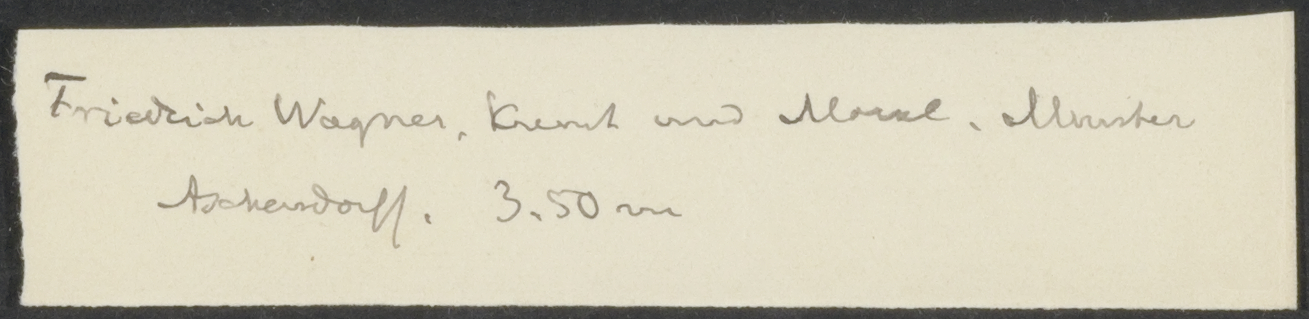 Friedrich Wagner, Kunst und Moral. Münster
Aschendorff. 3.50 m